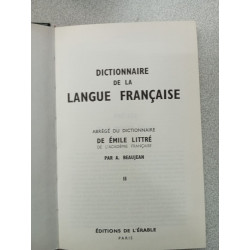 DICTIONNAIRE
DE LA
LANGUE FRANÇAISE
ABRÉGÉ DU DICTIONNAIRE
DE ÉMILE LITTRÉ
DE L'ACADÉMIE FRANÇAISE
PAR A. BEAUJEAN
II
ÉDITIONS DE L'ÉRABLE
PARIS